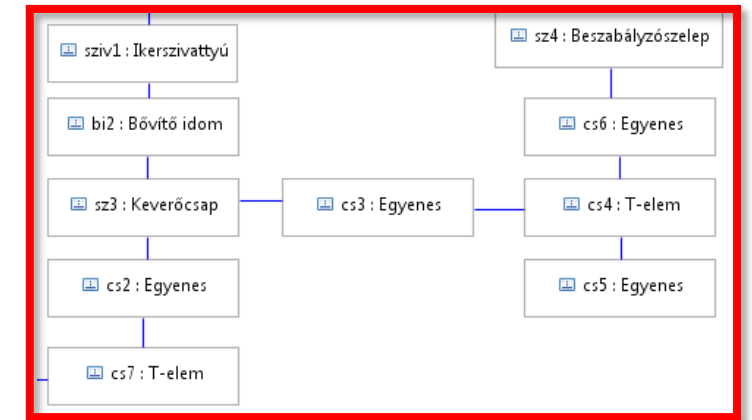 sziv1 : Ikerszivattyú
sz4 : Beszabályzószelep
bi2 : Bővítő idom
cs6 : Egyenes
sz3 : Keverőcsap
cs3 : Egyenes
cs4 : T-elem
cs2 : Egyenes
cs5 : Egyenes
cs7 : T-elem